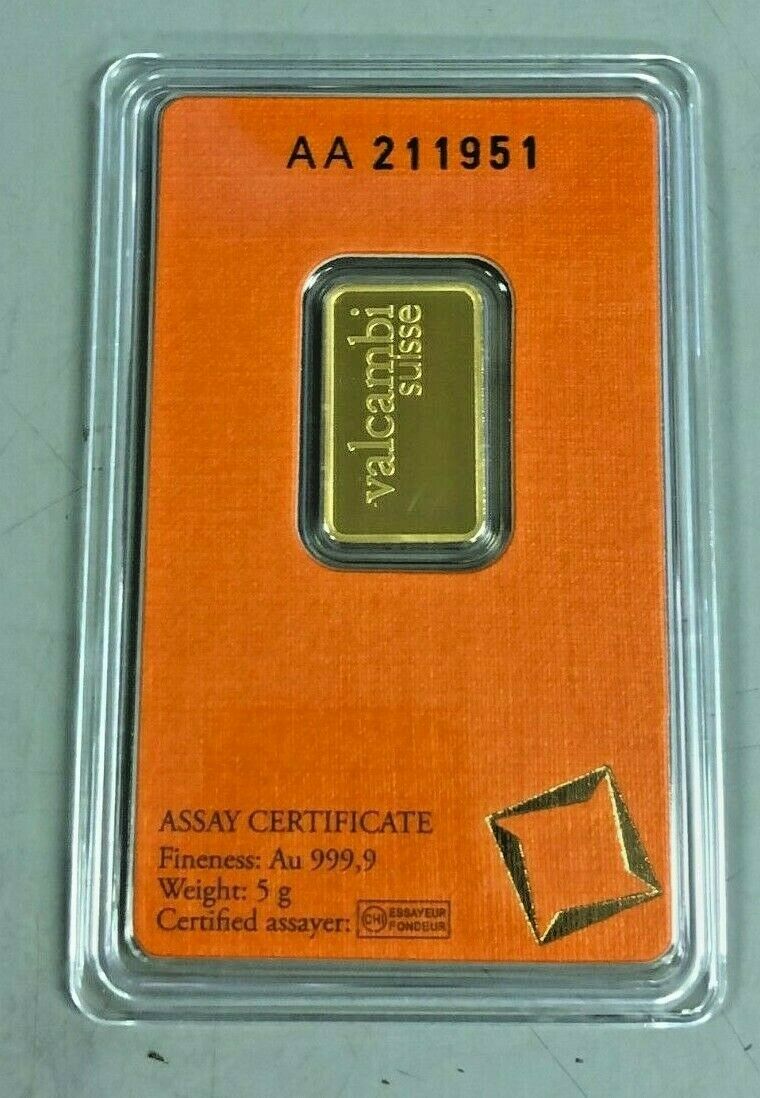 AA 211951
valcambi
suisse
ASSAY CERTIFICATE
Fineness: Au 999,9
Weight: 5 g
Certified assayer: CHI ESSAYEUR
FONDEUR